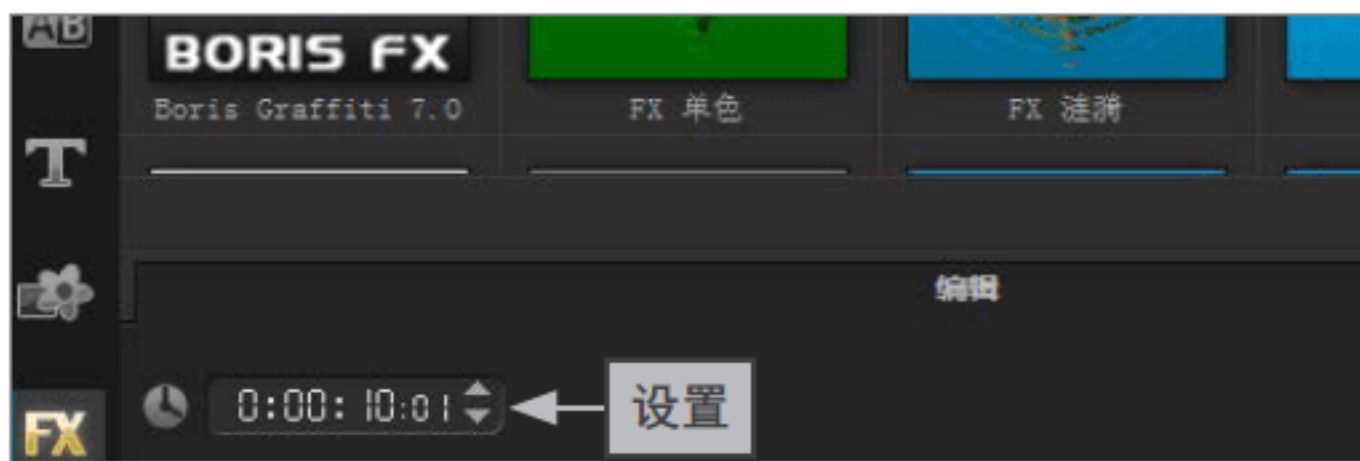 AB
BORIS FX
Boris Graffiti 7.0
FX 单色
FX 涟漪
T
编辑
0:00:10:01
设置
FX